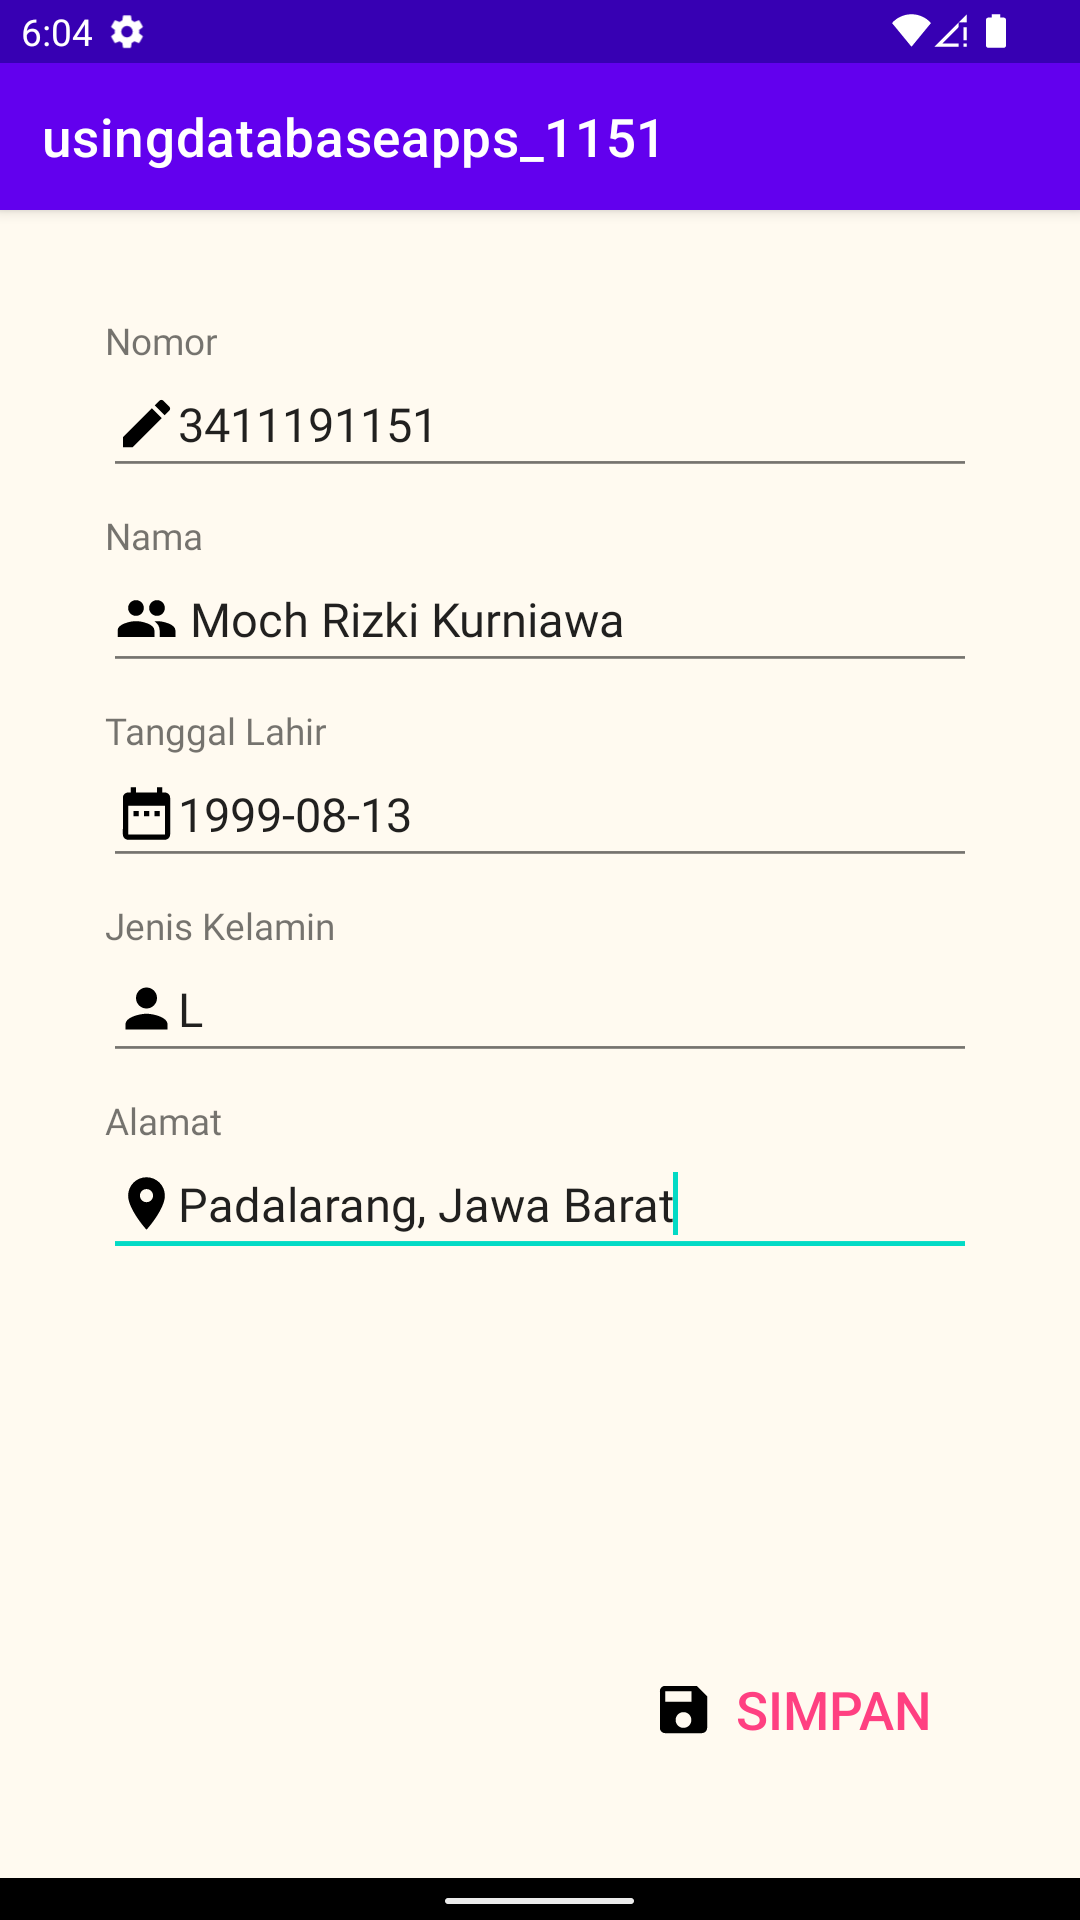 6:04
usingdatabaseapps_1151
Nomor
3411191151
Nama
Moch Rizki Kurniawa
Tanggal Lahir
1999-08-13
Jenis Kelamin
L
Alamat
Padalarang, Jawa Barat
SIMPAN